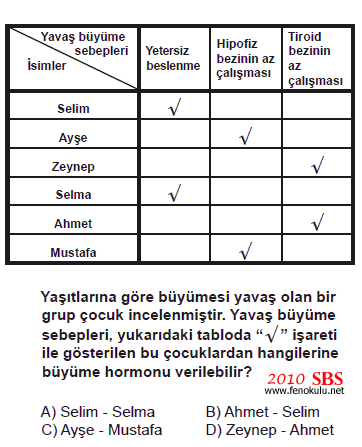 Yavaş büyüme sebepleri
İsimler
Yetersiz beslenme
Hipofiz bezinin az çalışması
Tiroid bezinin az çalışması
Selim √
Ayşe √
Zeynep √
Selma √
Ahmet √
Mustafa √
Yaşıtlarına göre büyümesi yavaş olan bir
grup çocuk incelenmiştir. Yavaş büyüme
sebepleri, yukarıdaki tabloda “√” işareti
ile gösterilen bu çocuklardan hangilerine
büyüme hormonu verilebilir?
2010 SBS
www.fenokulu.net
A) Selim - Selma B) Ahmet - Selim
C) Ayşe - Mustafa D) Zeynep - Ahmet